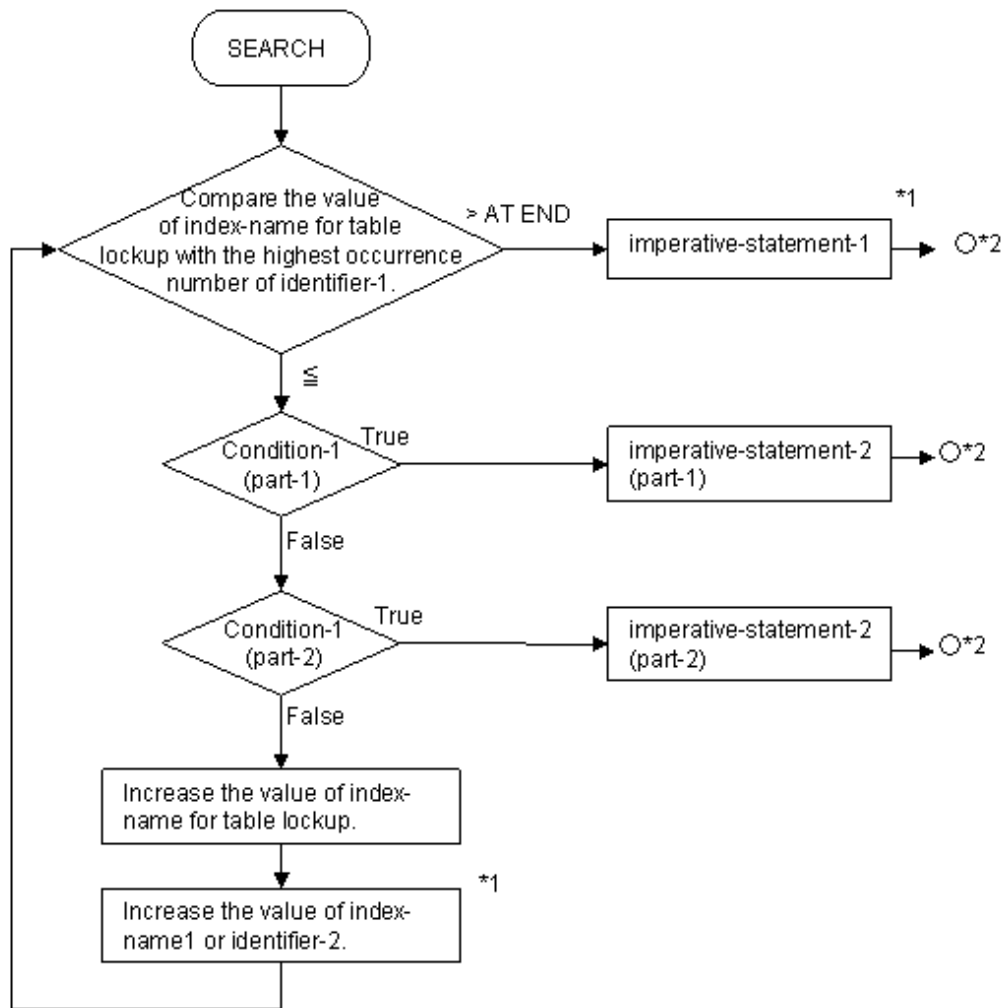 SEARCH
Compare the value
of index-name for table
lockup with the highest occurrence
number of identifier-1.
> AT END
imperative-statement-1
*1
*2
≦
Condition-1
(part-1)
True
imperative-statement-2
(part-1)
*2
False
Condition-1
(part-2)
True
imperative-statement-2
(part-2)
*2
False
Increase the value of index-
name for table lockup.
*1
Increase the value of index-
name1 or identifier-2.